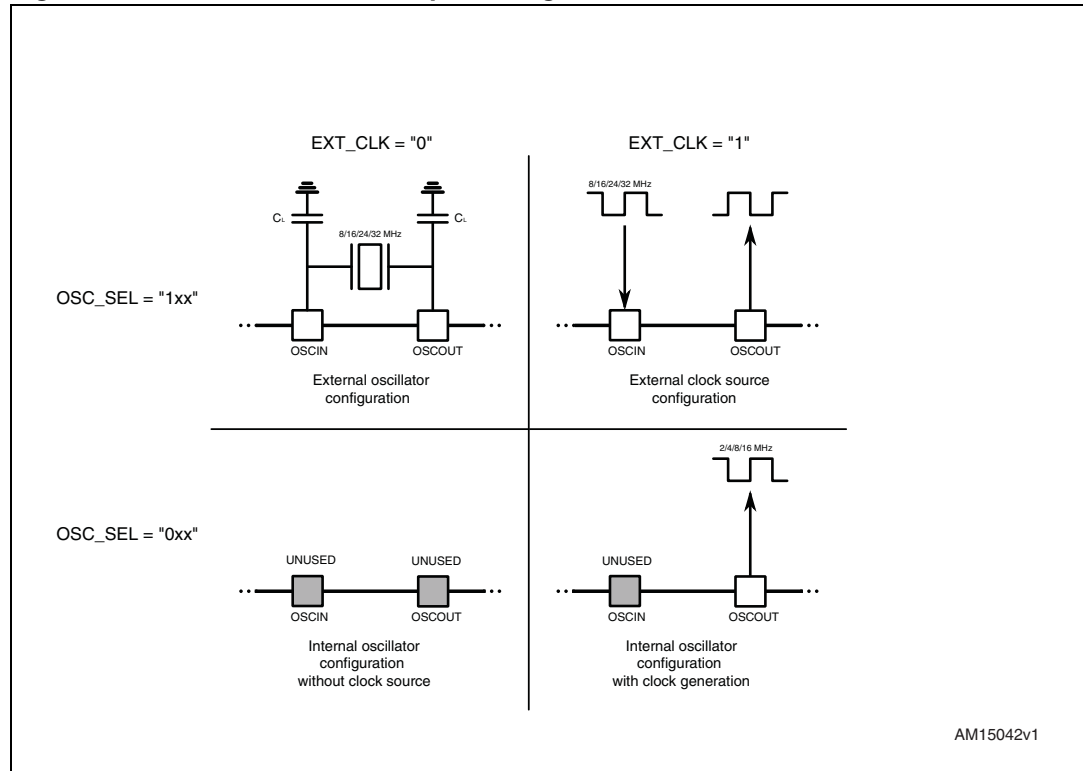 EXT_CLK = "0"
EXT_CLK = "1"
8/16/24/32 MHz
CL
CL
8/16/24/32 MHz
OSC_SEL = "1xx"
OSCIN
OSCOUT
OSCIN
OSCOUT
External oscillator
configuration
External clock source
configuration
2/4/8/16 MHz
OSC_SEL = "0xx"
UNUSED
UNUSED
UNUSED
OSCIN
OSCOUT
OSCIN
OSCOUT
Internal oscillator
configuration
without clock source
Internal oscillator
configuration
with clock generation
AM15042v1